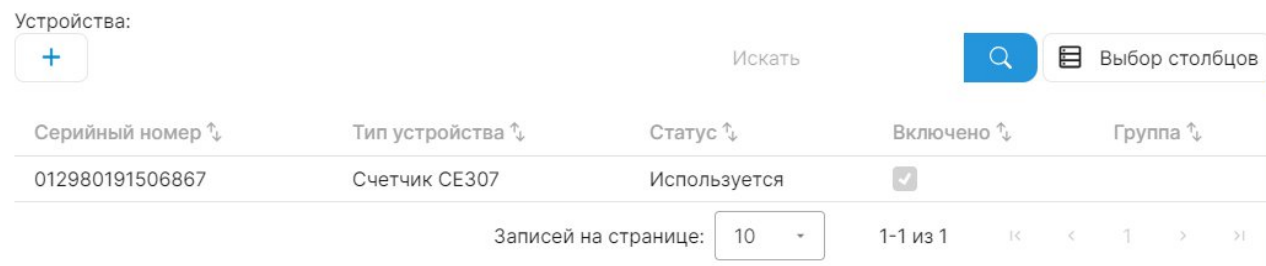 Устройства:
+ Искать Выбор столбцов
Серийный номер Тип устройства Статус Включено Группа
012980191506867 Счетчик CE307 Используется
Записей на странице: 10 1-1 из 1 1